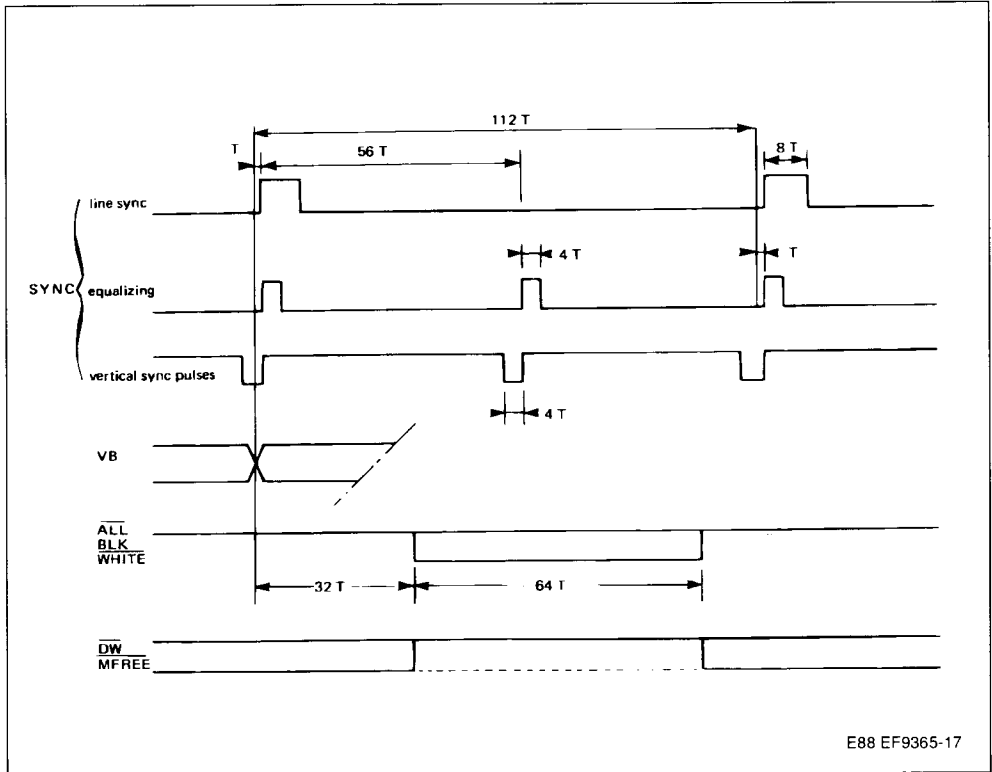 112 T
T
56 T
8 T
line sync
4 T
T
SYNC
equalizing
vertical sync pulses
4T
VB
ALL
BLK
WHITE
32 T
64 T
DW
MFREE
E88 EF9365-17